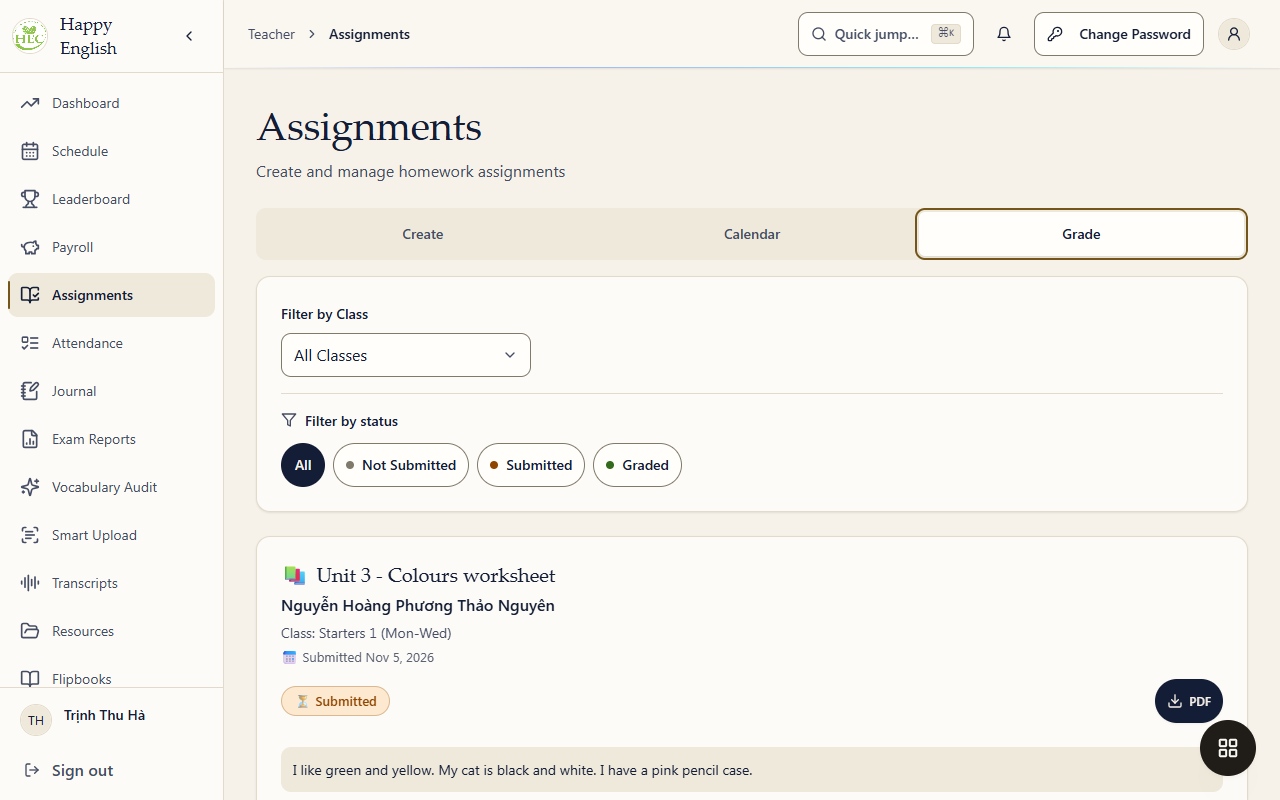 HEC
Happy
English
Teacher
Assignments
Quick jump...
⌘K
Change Password
Dashboard
Schedule
Leaderboard
Payroll
Assignments
Attendance
Journal
Exam Reports
Vocabulary Audit
Smart Upload
Transcripts
Resources
Flipbooks
TH
Trịnh Thu Hà
Sign out
Assignments
Create and manage homework assignments
Create
Calendar
Grade
Filter by Class
All Classes
Filter by status
All
Not Submitted
Submitted
Graded
Unit 3 - Colours worksheet
Nguyễn Hoàng Phương Thảo Nguyên
Class: Starters 1 (Mon-Wed)
Submitted Nov 5, 2026
Submitted
PDF
I like green and yellow. My cat is black and white. I have a pink pencil case.